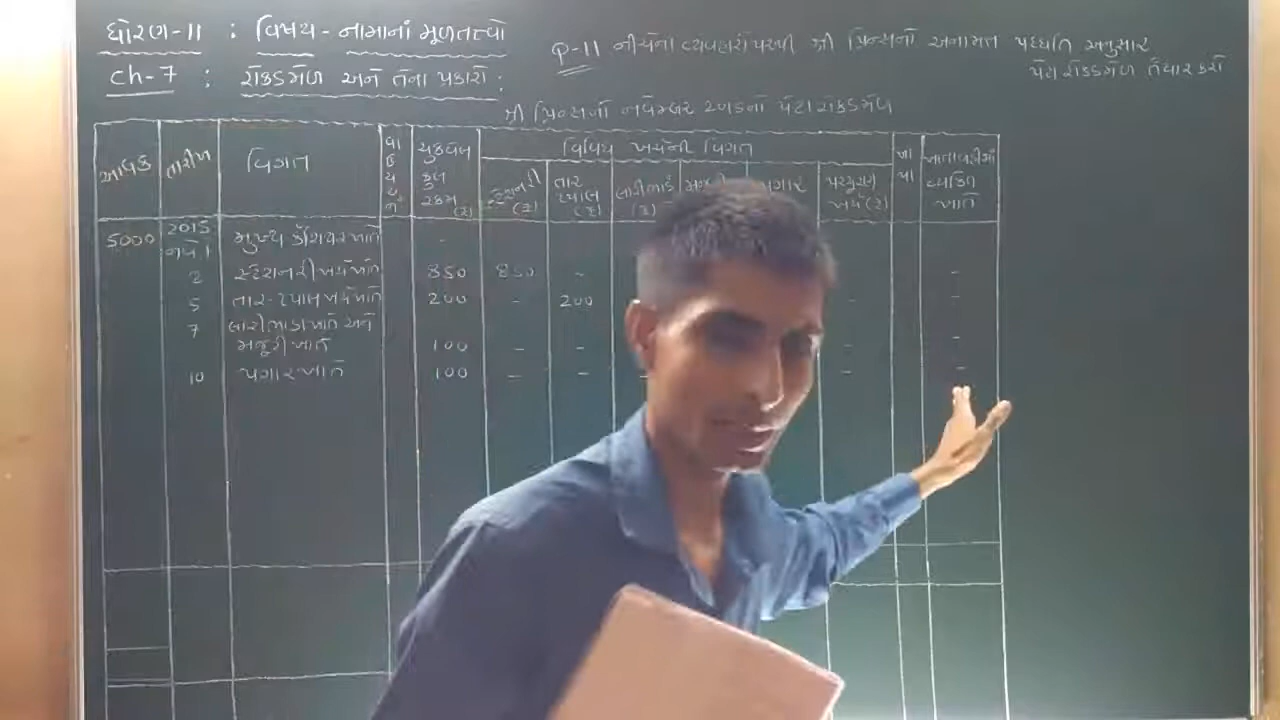 ધોરણ-11 : વિષય - નામાનાં મૂળતત્ત્વો
Ch-7 : રોકડમેળ અને તેના પ્રકારો :
P-11 નીચેના વ્યવહારો પરથી શ્રી પ્રિન્સનો અનામત પધ્ધતિ અનુસાર
પેટા રોકડમેળ તૈયાર કરો
શ્રી પ્રિન્સનો નવેમ્બર ૨૦૧૫નો પેટા રોકડમેળ
આવક તારીખ વિગત વાઉચર નં ચુકવેલ કુલ રકમ (રૂ) વિવિધ ખર્ચની વિગત ખા પા ખાતાવહીમાં વ્યક્તિ ખાતે
સ્ટેશનરી (રૂ) તાર ટપાલ (રૂ) લારીભાડું (રૂ) પગાર પરચુરણ ખર્ચ (રૂ)
5000 2015 નવે 1 મુખ્ય કેશિયર ખાતે -
2 સ્ટેશનરી ખર્ચ ખાતે 850 850 - -
5 તાર-ટપાલ ખર્ચ ખાતે 200 - 200 - -
7 લારીભાડા ખાતે અને
મજૂરી ખાતે 100 - - - -
10 પગાર ખાતે 100 - - - - -